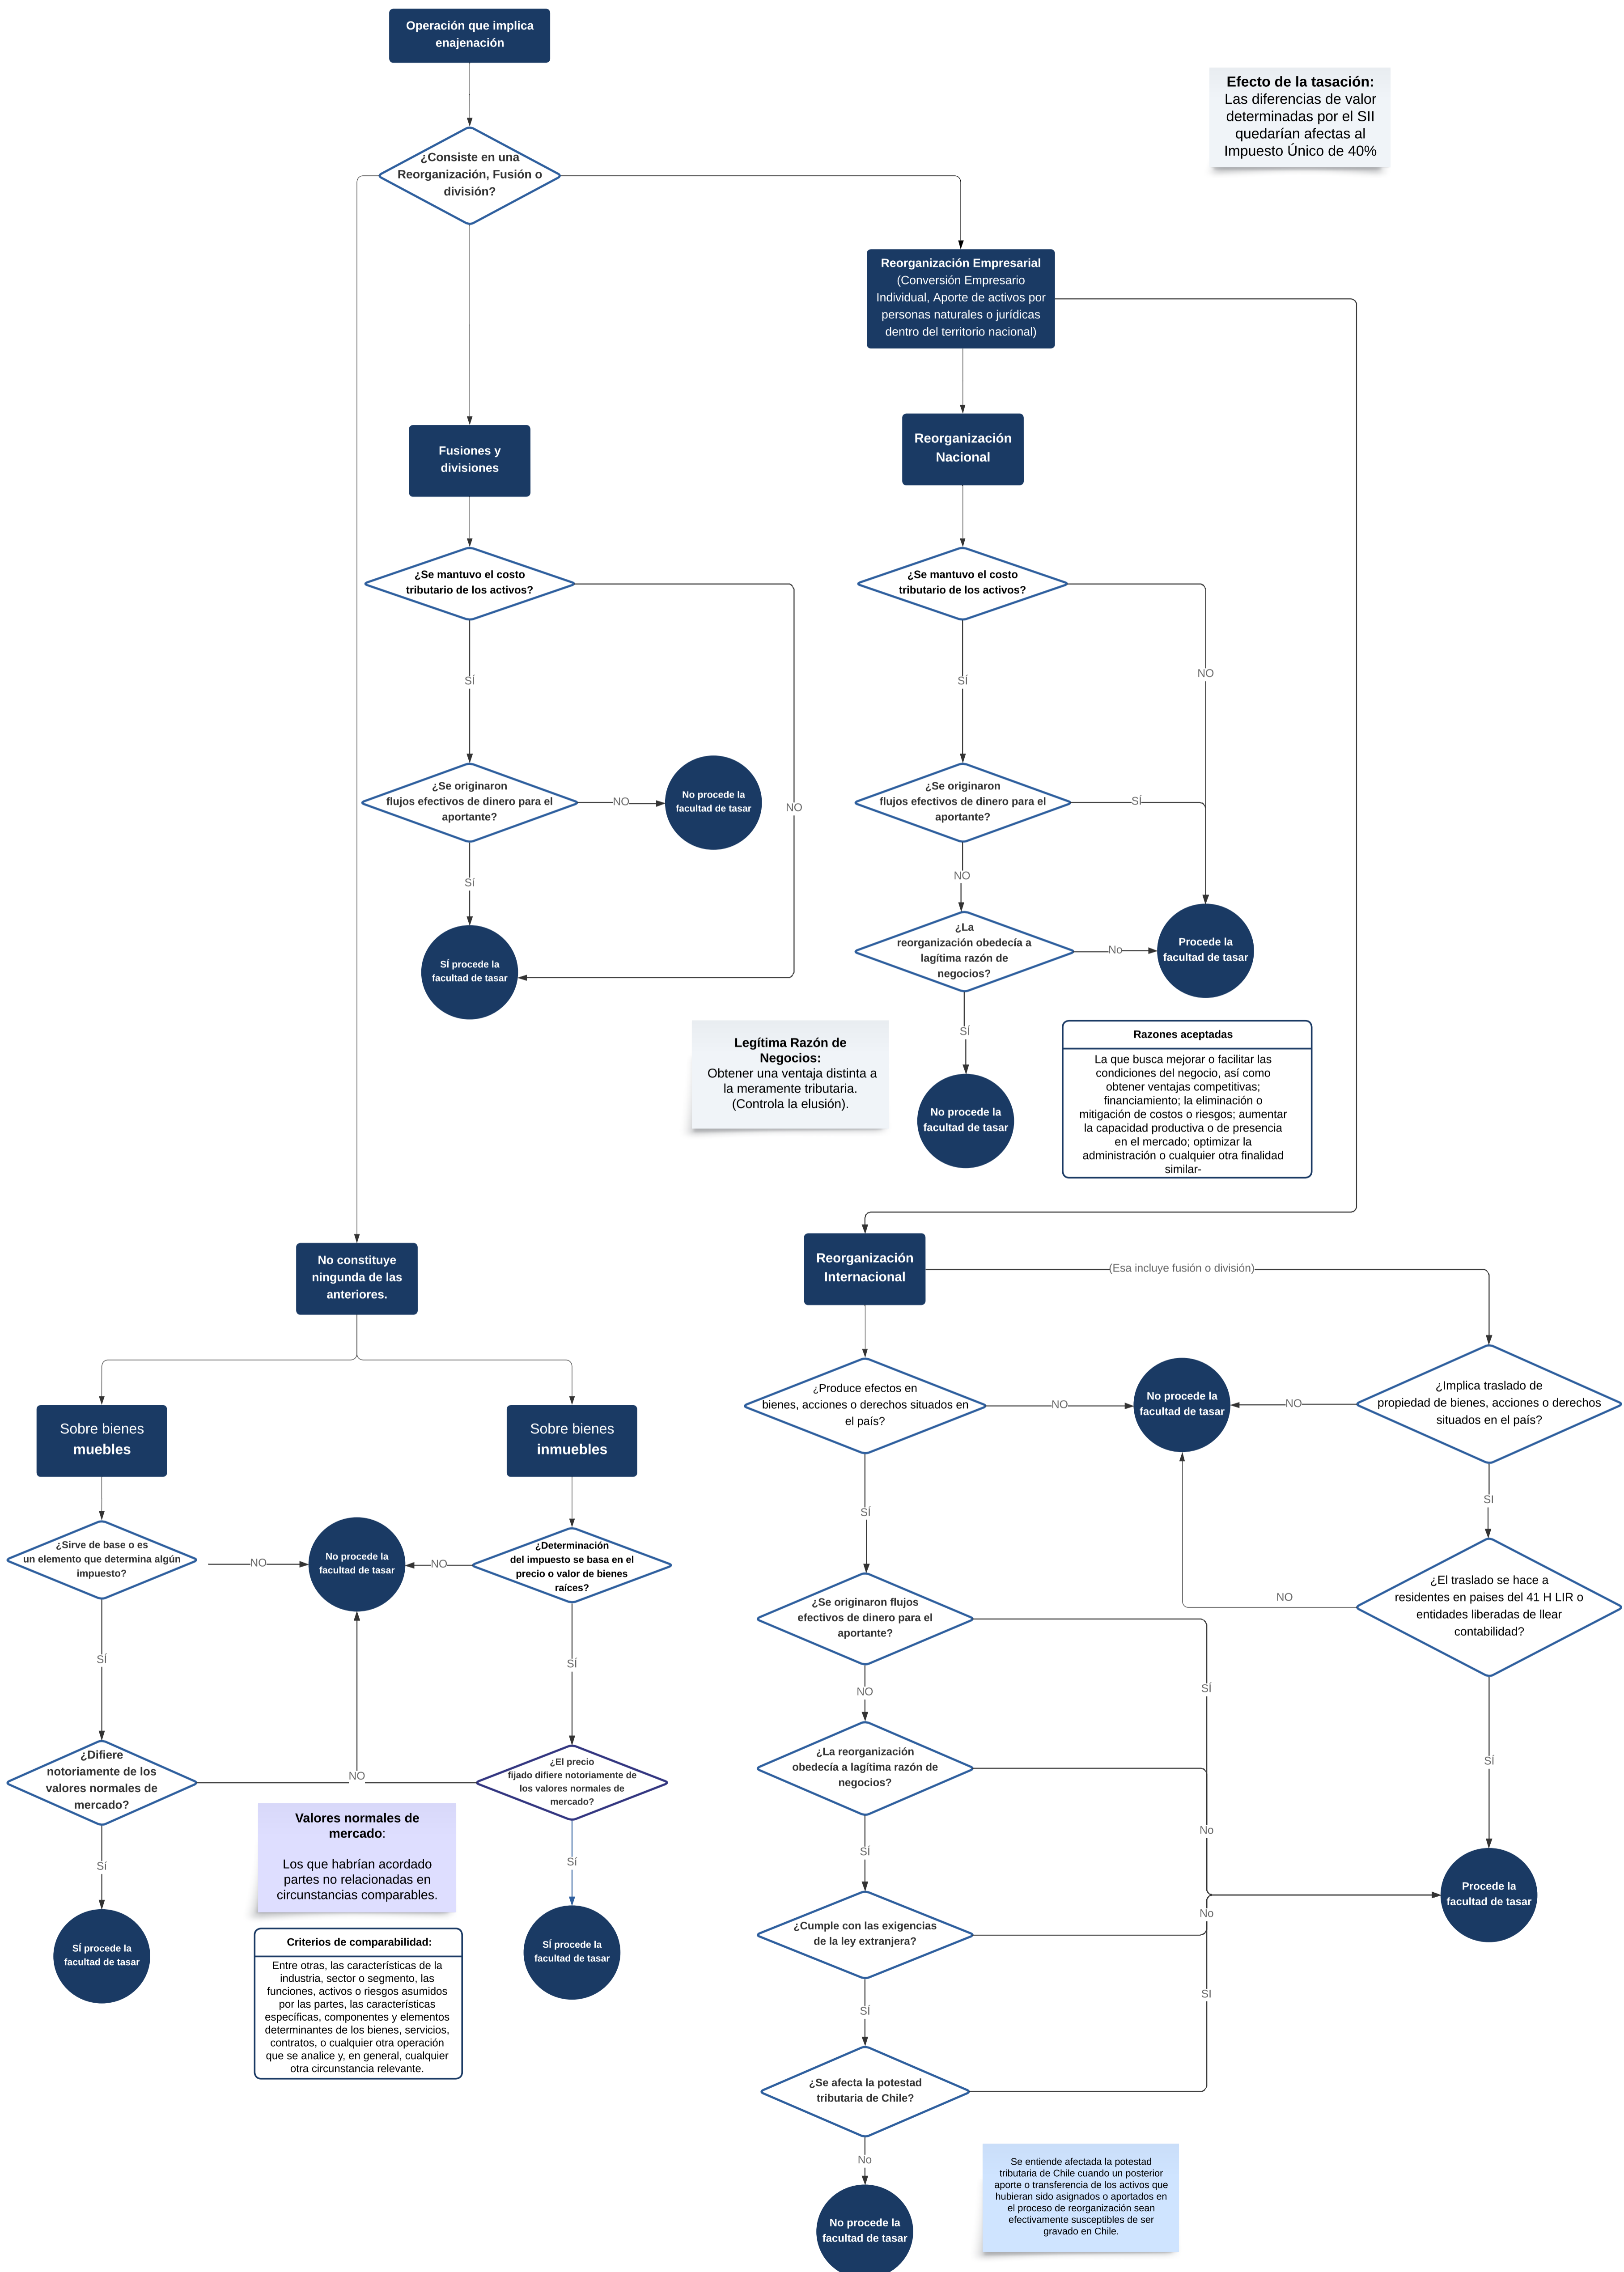 Operación que implica
enajenación
Efecto de la tasación:
Las diferencias de valor
determinadas por el SII
quedarían afectas al
Impuesto Único de 40%
¿Consiste en una
Reorganización, Fusión o
división?
Reorganización Empresarial
(Conversión Empresario
Individual, Aporte de activos por
personas naturales o jurídicas
dentro del territorio nacional)
Fusiones y
divisiones
Reorganización
Nacional
¿Se mantuvo el costo
tributario de los activos?
¿Se mantuvo el costo
tributario de los activos?
SÍ
SÍ
NO
¿Se originaron
flujos efectivos de dinero para el
aportante?
NO
No procede la
facultad de tasar
NO
¿Se originaron
flujos efectivos de dinero para el
aportante?
SÍ
Sí
NO
SÍ procede la
facultad de tasar
¿La
reorganización obedecía a
lagítima razón de
negocios?
No
Procede la
facultad de tasar
SÍ
Legítima Razón de
Negocios:
Obtener una ventaja distinta a
la meramente tributaria.
(Controla la elusión).
No procede la
facultad de tasar
Razones aceptadas
La que busca mejorar o facilitar las
condiciones del negocio, así como
obtener ventajas competitivas;
financiamiento; la eliminación o
mitigación de costos o riesgos; aumentar
la capacidad productiva o de presencia
en el mercado; optimizar la
administración o cualquier otra finalidad
similar-
No constituye
ningunda de las
anteriores.
Reorganización
Internacional
(Esa incluye fusión o división)
Sobre bienes
muebles
Sobre bienes
inmuebles
¿Produce efectos en
bienes, acciones o derechos situados en
el país?
NO
No procede la
facultad de tasar
NO
¿Implica traslado de
propiedad de bienes, acciones o derechos
situados en el país?
SÍ
SI
¿Sirve de base o es
un elemento que determina algún
impuesto?
NO
No procede la
facultad de tasar
NO
¿Determinación
del impuesto se basa en el
precio o valor de bienes
raíces?
¿Se originaron flujos
efectivos de dinero para el
aportante?
NO
¿El traslado se hace a
residentes en paises del 41 H LIR o
entidades liberadas de llear
contabilidad?
SÍ
SÍ
NO
SÍ
SÍ
¿Difiere
notoriamente de los
valores normales de
mercado?
NO
¿El precio
fijado difiere notoriamente de
los valores normales de
mercado?
¿La reorganización
obedecía a lagítima razón de
negocios?
Valores normales de
mercado:
Los que habrían acordado
partes no relacionadas en
circunstancias comparables.
Sí
Sí
SÍ
No
¿Cumple con las exigencias
de la ley extranjera?
No
Procede la
facultad de tasar
SÍ procede la
facultad de tasar
Criterios de comparabilidad:
Entre otras, las características de la
industria, sector o segmento, las
funciones, activos o riesgos asumidos
por las partes, las características
específicas, componentes y elementos
determinantes de los bienes, servicios,
contratos, o cualquier otra operación
que se analice y, en general, cualquier
otra circunstancia relevante.
SÍ procede la
facultad de tasar
SÍ
SI
¿Se afecta la potestad
tributaria de Chile?
No
Se entiende afectada la potestad
tributaria de Chile cuando un posterior
aporte o transferencia de los activos que
hubieran sido asignados o aportados en
el proceso de reorganización sean
efectivamente susceptibles de ser
gravado en Chile.
No procede la
facultad de tasar